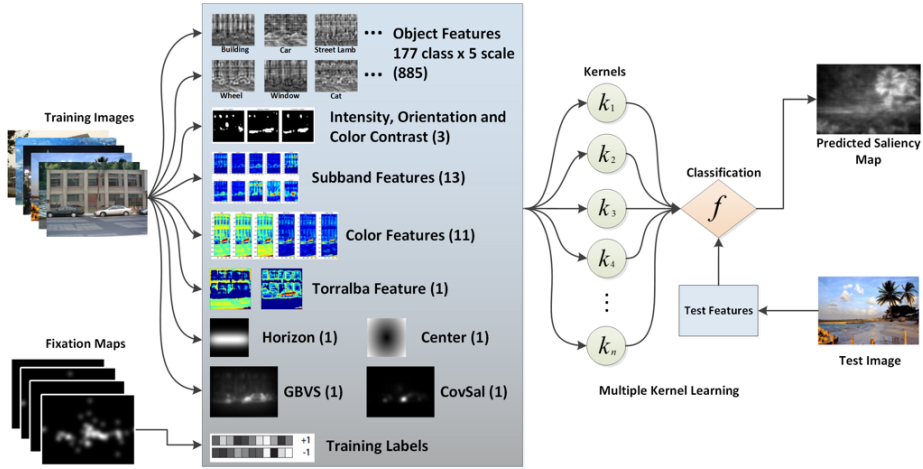 Training Images
Fixation Maps
Building
Car
Street Lamb
Wheel
Window
Cat
Object Features
177 class x 5 scale
(885)
Intensity, Orientation and
Color Contrast (3)
Subband Features (13)
Color Features (11)
Torralba Feature (1)
Horizon (1)
Center (1)
GBVS (1)
CovSal (1)
+1
-1
Training Labels
Kernels
k1
k2
k3
k4
kn
Multiple Kernel Learning
Classification
f
Test Features
Predicted Saliency
Map
Test Image